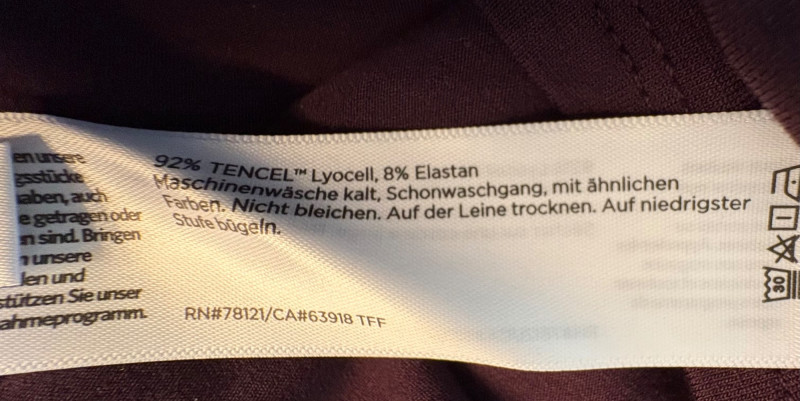 en unsere
gsstücke
aben, auch
e getragen oder
n sind. Bringen
unsere
len und
stützen Sie unser
ahmeprogramm.
92% TENCEL™ Lyocell, 8% Elastan
Maschinenwäsche kalt, Schonwaschgang, mit ähnlichen
Farben. Nicht bleichen. Auf der Leine trocknen. Auf niedrigster
Stufe bügeln.
RN#78121/CA#63918 TFF
30